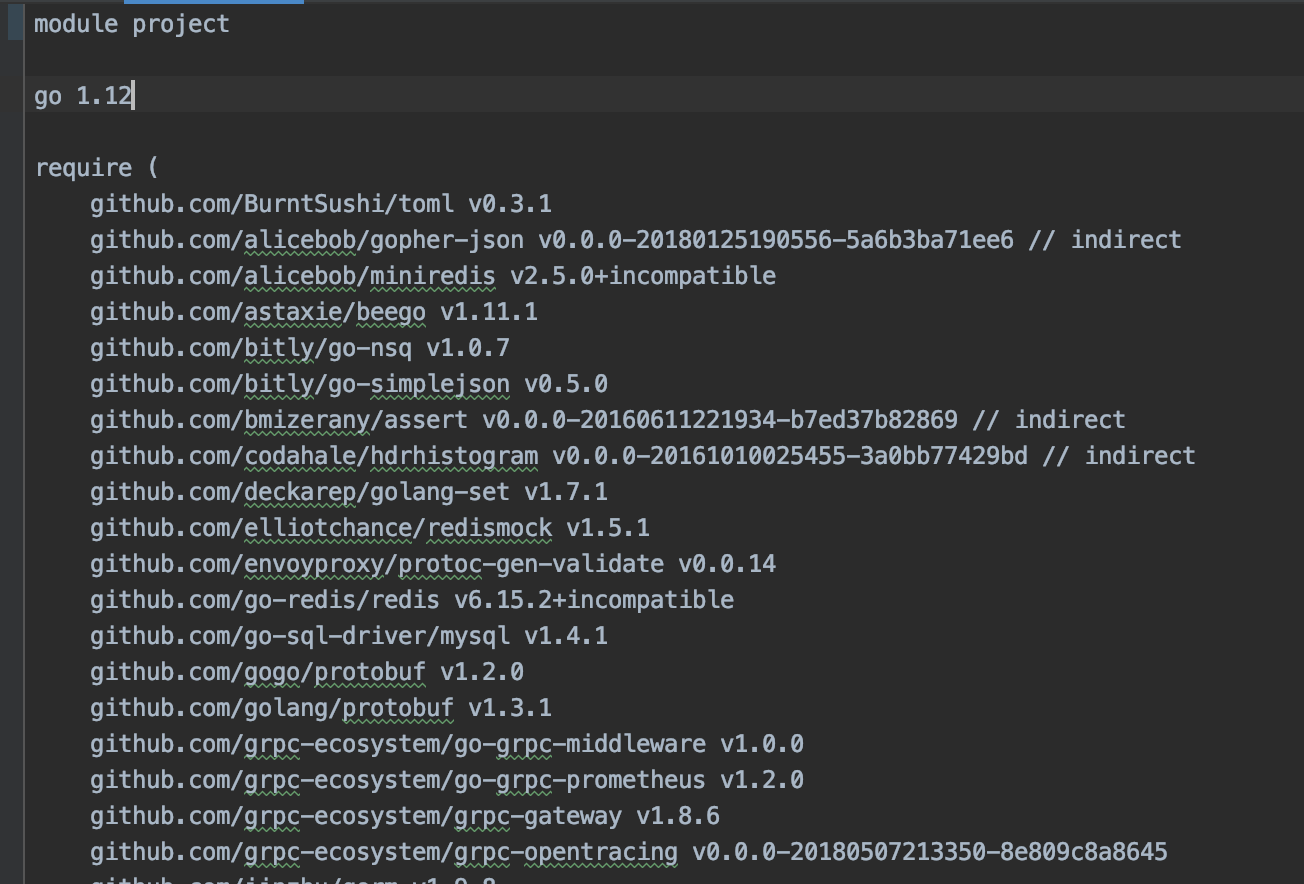 module project
go 1.12
require (
github.com/BurntSushi/toml v0.3.1
github.com/alicebob/gopher-json v0.0.0-20180125190556-5a6b3ba71ee6 // indirect
github.com/alicebob/miniredis v2.5.0+incompatible
github.com/astaxie/beego v1.11.1
github.com/bitly/go-nsq v1.0.7
github.com/bitly/go-simplejson v0.5.0
github.com/bmizerany/assert v0.0.0-20160611221934-b7ed37b82869 // indirect
github.com/codahale/hdrhistogram v0.0.0-20161010025455-3a0bb77429bd // indirect
github.com/deckarep/golang-set v1.7.1
github.com/elliotchance/redismock v1.5.1
github.com/envoyproxy/protoc-gen-validate v0.0.14
github.com/go-redis/redis v6.15.2+incompatible
github.com/go-sql-driver/mysql v1.4.1
github.com/gogo/protobuf v1.2.0
github.com/golang/protobuf v1.3.1
github.com/grpc-ecosystem/go-grpc-middleware v1.0.0
github.com/grpc-ecosystem/go-grpc-prometheus v1.2.0
github.com/grpc-ecosystem/grpc-gateway v1.8.6
github.com/grpc-ecosystem/grpc-opentracing v0.0.0-20180507213350-8e809c8a8645